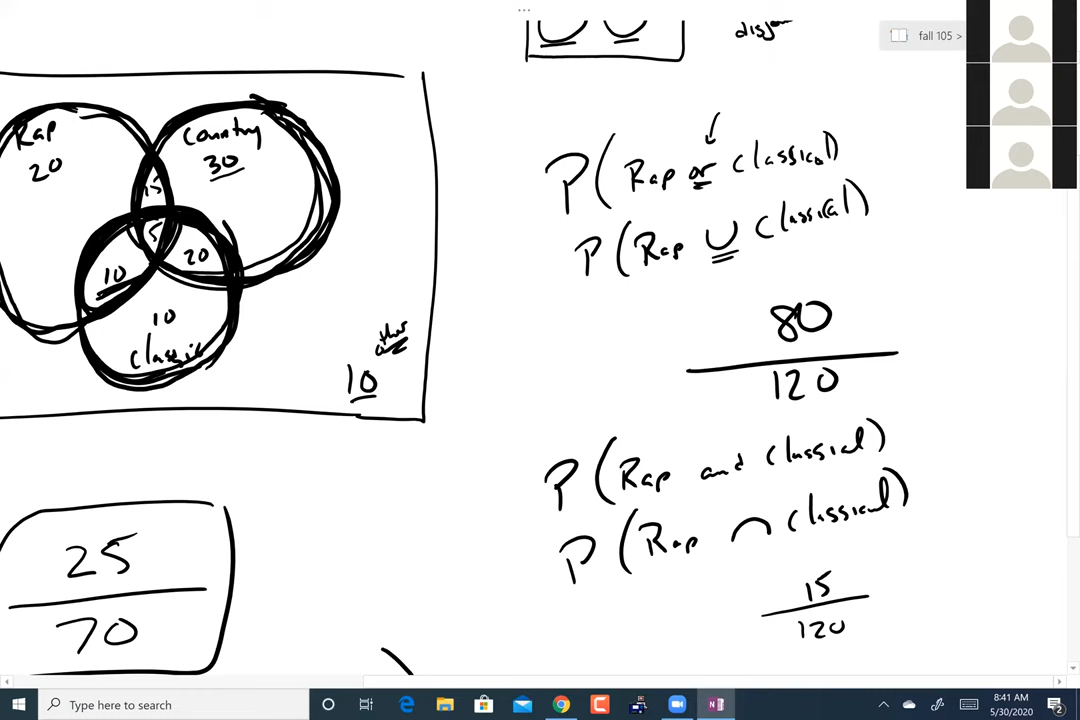 disjoin
fall 105 >
Rap
20
Country
30
15
5
10
20
10
classic
other
10
P(Rap or Classical)
P(Rap ∪ Classical)
80
120
P(Rap and Classical)
P(Rap ∩ Classical)
15
120
25
70
Type here to search
8:41 AM
5/30/2020
2